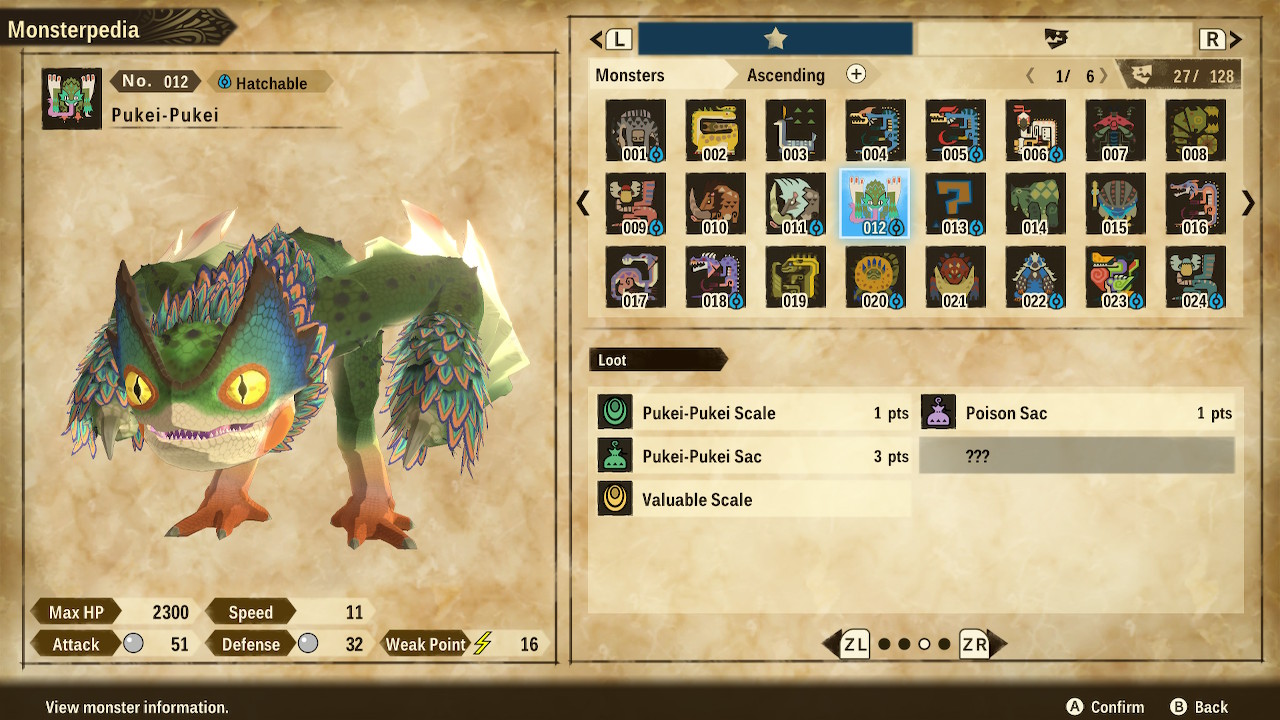 Monsterpedia
No. 012
Hatchable
Pukei-Pukei
L
R
Monsters
Ascending
1/ 6
27/ 128
001 002 003 004 005 006 007 008
009 010 011 012 013 014 015 016
017 018 019 020 021 022 023 024
Loot
Pukei-Pukei Scale 1 pts
Poison Sac 1 pts
Pukei-Pukei Sac 3 pts
???
Valuable Scale
Max HP 2300
Speed 11
Attack 51
Defense 32
Weak Point 16
ZL
ZR
View monster information.
A Confirm
B Back